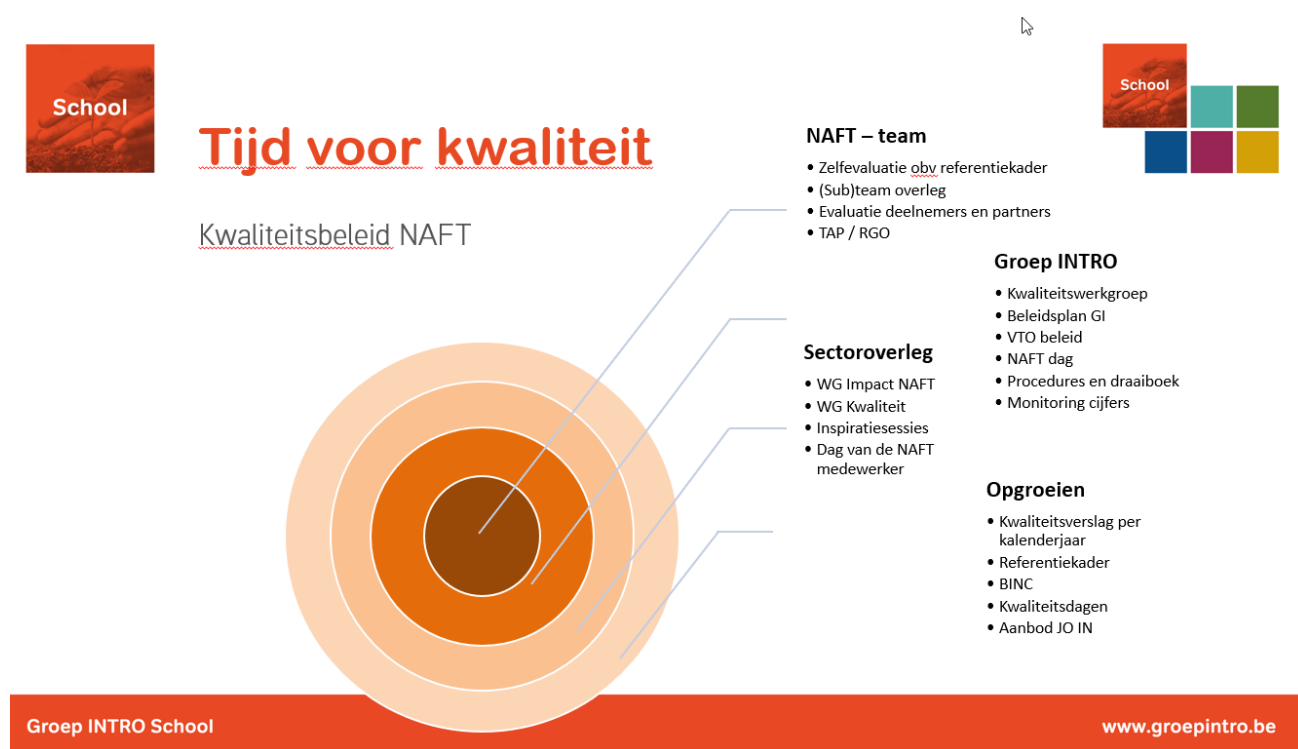 School
School
Tijd voor kwaliteit
Kwaliteitsbeleid NAFT
NAFT – team
• Zelfevaluatie obv referentiekader
• (Sub)team overleg
• Evaluatie deelnemers en partners
• TAP / RGO
Groep INTRO
• Kwaliteitswerkgroep
• Beleidsplan GI
• VTO beleid
• NAFT dag
• Procedures en draaiboek
• Monitoring cijfers
Sectoroverleg
• WG Impact NAFT
• WG Kwaliteit
• Inspiratiesessies
• Dag van de NAFT
medewerker
Opgroeien
• Kwaliteitsverslag per
kalenderjaar
• Referentiekader
• BINC
• Kwaliteitsdagen
• Aanbod JO IN
Groep INTRO School
www.groepintro.be